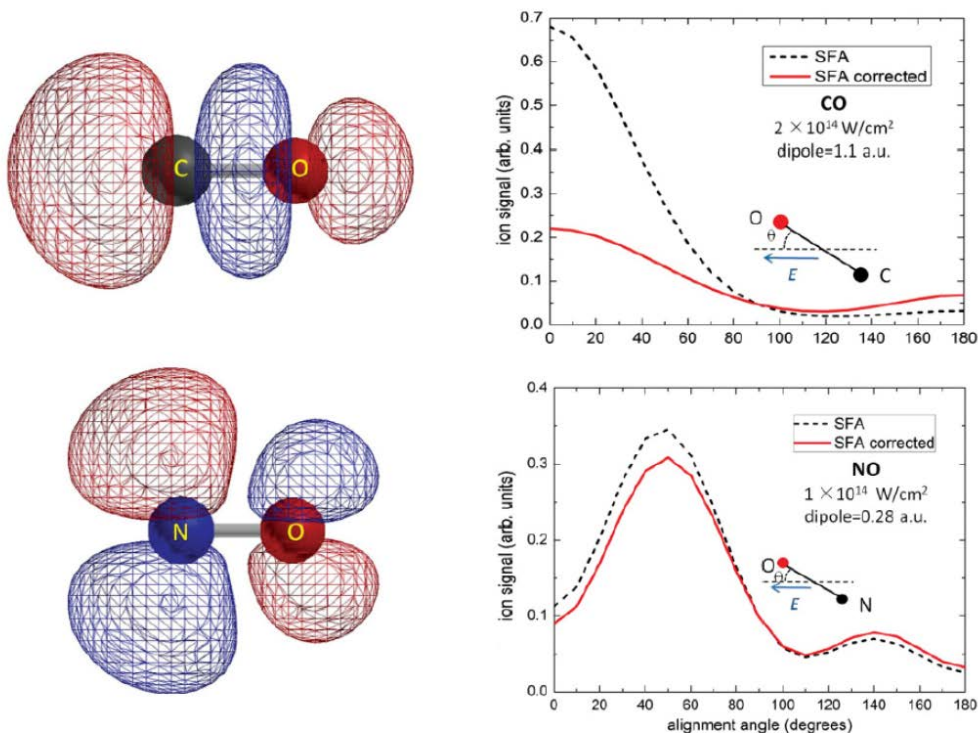 C
O
0.7
0.6
0.5
0.4
0.3
0.2
0.1
0.0
ion signal (arb. units)
SFA
SFA corrected
CO
2 × 10¹⁴ W/cm²
dipole=1.1 a.u.
O
θ
E
C
0 20 40 60 80 100 120 140 160 180
N
O
0.4
0.3
0.2
0.1
0.0
ion signal (arb. units)
SFA
SFA corrected
NO
1 × 10¹⁴ W/cm²
dipole=0.28 a.u.
O
θ
E
N
0 20 40 60 80 100 120 140 160 180
alignment angle (degrees)